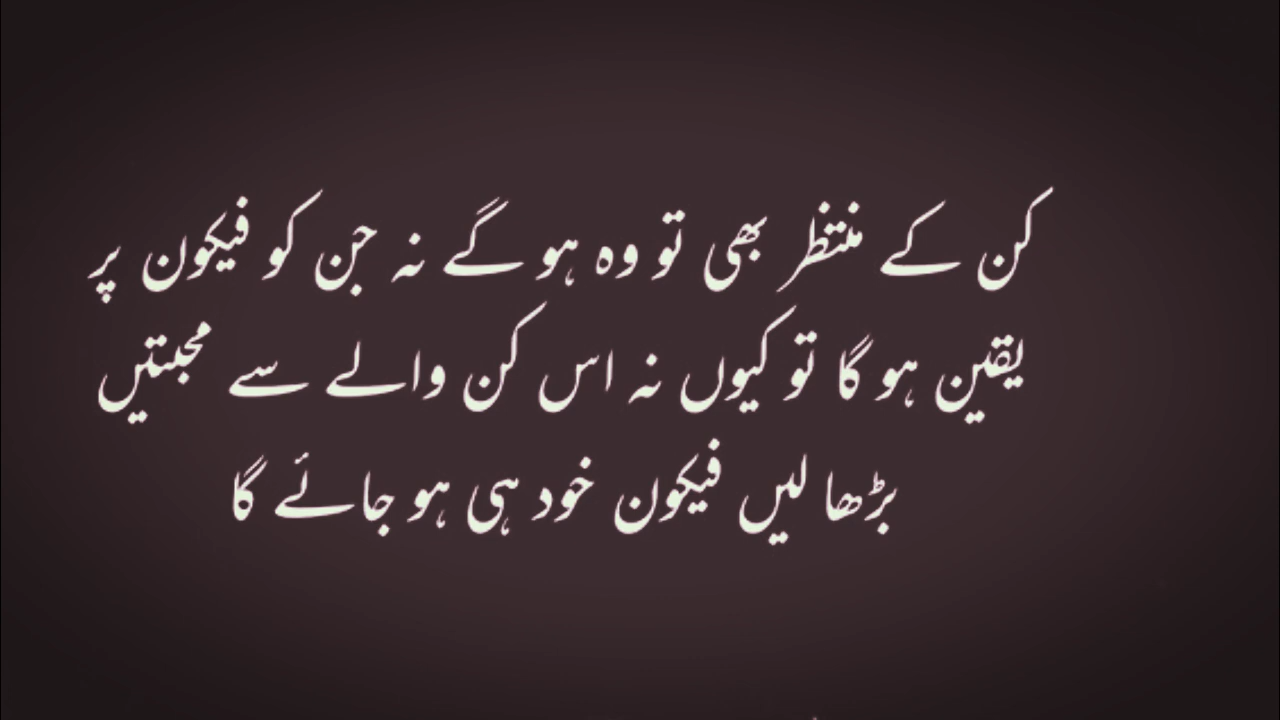 کن کے منتظر بھی تو وہ ہو گے نہ جن کو فیکون پر
یقین ہو گا تو کیوں نہ اس کن والے سے محبتیں
بڑھا لیں فیکون خود ہی ہو جائے گا